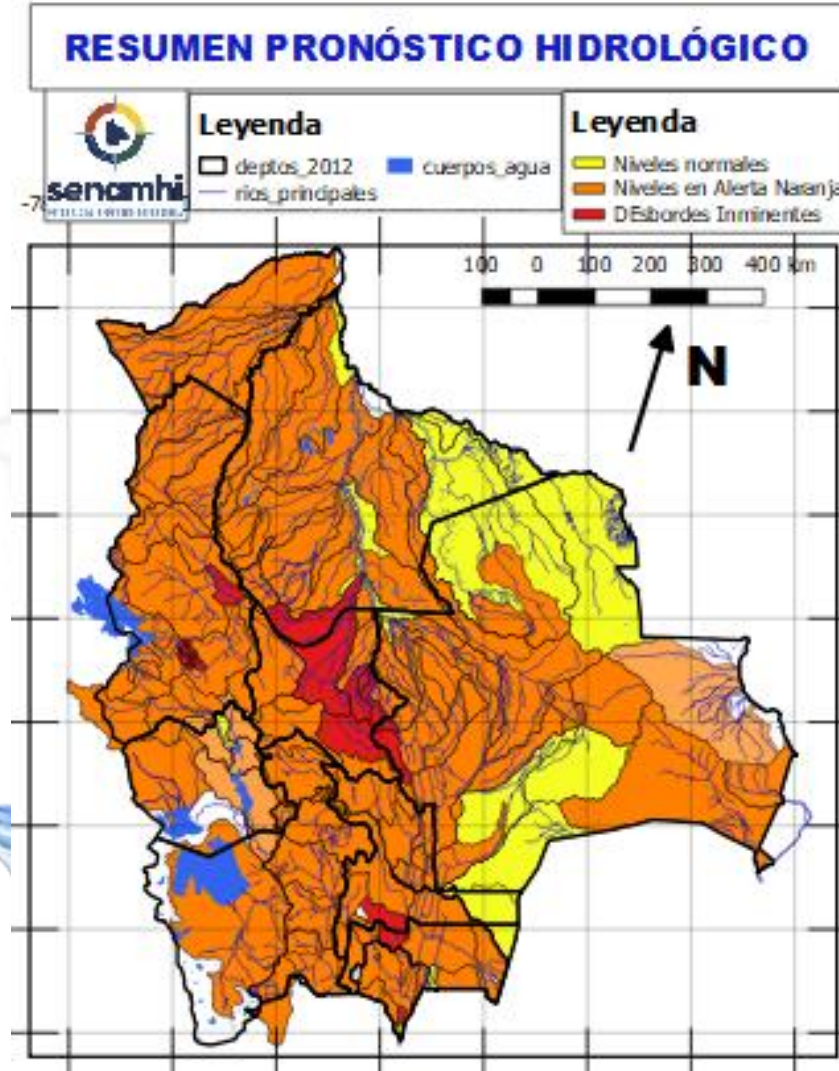 RESUMEN PRONÓSTICO HIDROLÓGICO
senamhi
Leyenda
deptos_2012
cuerpos_agua
rios_principales
Leyenda
Niveles normales
Niveles en Alerta Naranja
DEsbordes Inminentes
100 0 100 200 300 400 km
N